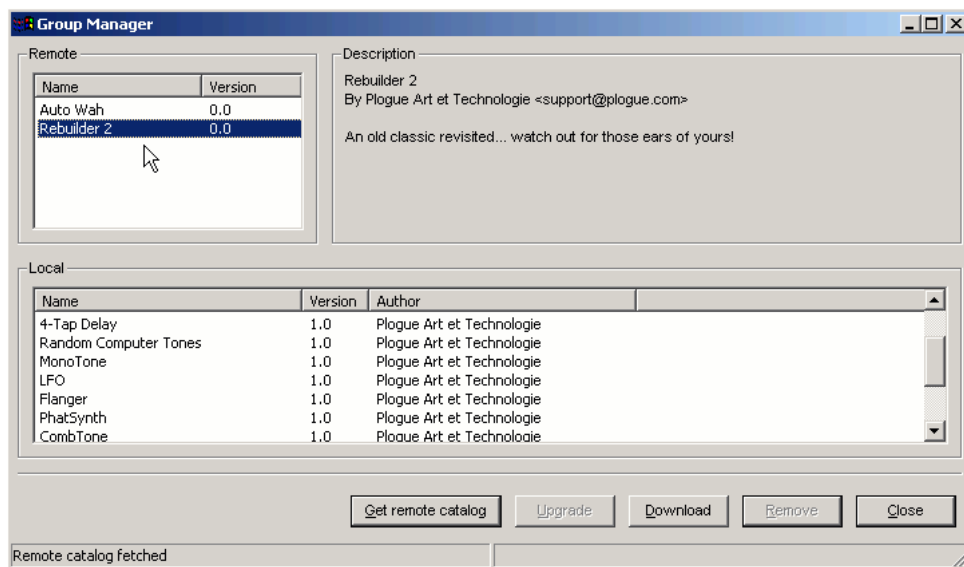 Group Manager
Remote
Name Version
Auto Wah 0.0
Rebuilder 2 0.0
Description
Rebuilder 2
By Plogue Art et Technologie <support@plogue.com>
An old classic revisited... watch out for those ears of yours!
Local
Name Version Author
4-Tap Delay 1.0 Plogue Art et Technologie
Random Computer Tones 1.0 Plogue Art et Technologie
MonoTone 1.0 Plogue Art et Technologie
LFO 1.0 Plogue Art et Technologie
Flanger 1.0 Plogue Art et Technologie
PhatSynth 1.0 Plogue Art et Technologie
CombTone 1.0 Plogue Art et Technologie
Get remote catalog Upgrade Download Remove Close
Remote catalog fetched